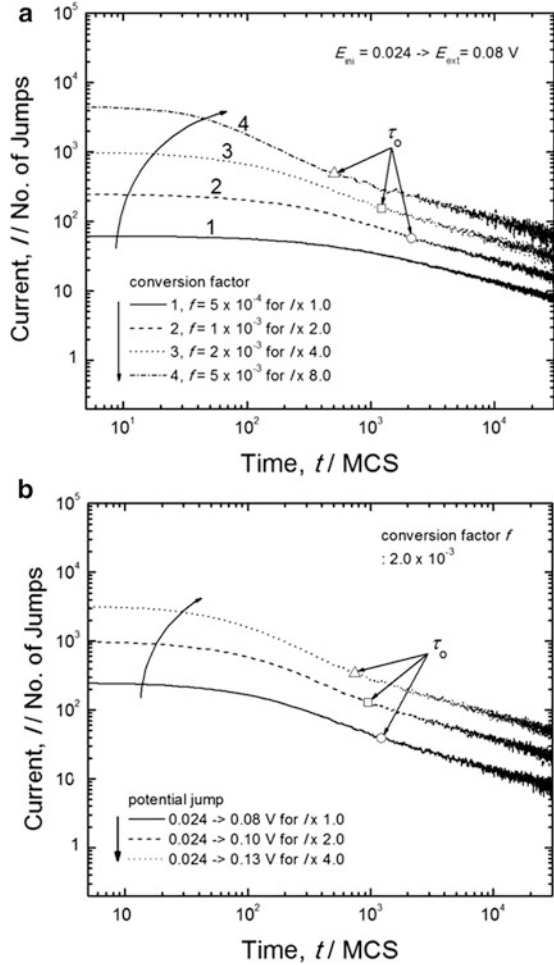 a
E_ini = 0.024 -> E_ext = 0.08 V
Current, I / No. of Jumps
10^5
10^4
10^3
10^2
10
1
4
3
2
1
τ_o
conversion factor
1, f = 5 x 10^-4 for I x 1.0
2, f = 1 x 10^-3 for I x 2.0
3, f = 2 x 10^-3 for I x 4.0
4, f = 5 x 10^-3 for I x 8.0
10^1
10^2
10^3
10^4
Time, t / MCS
b
conversion factor f
: 2.0 x 10^-3
Current, I / No. of Jumps
10^5
10^4
10^3
10^2
10
1
τ_o
potential jump
0.024 -> 0.08 V for I x 1.0
0.024 -> 0.10 V for I x 2.0
0.024 -> 0.13 V for I x 4.0
10
10^2
10^3
10^4
Time, t / MCS